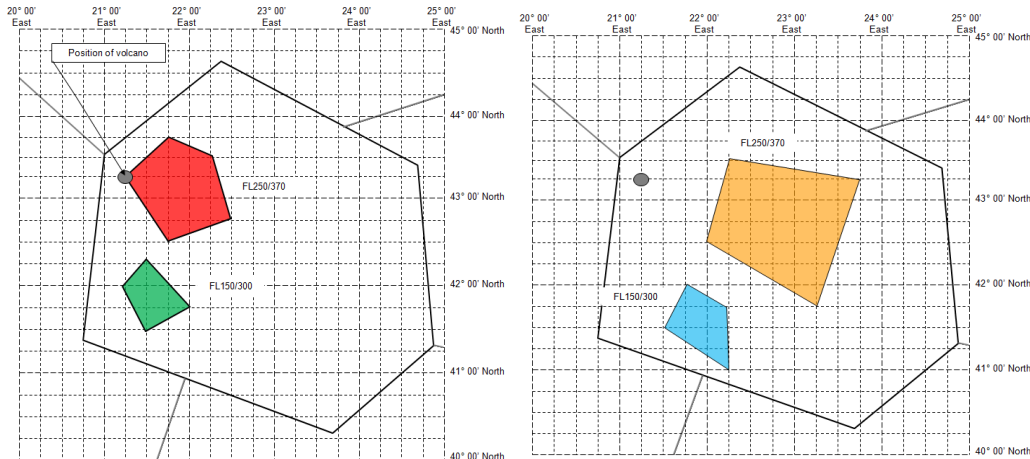 20° 00'
East
21° 00'
East
22° 00'
East
23° 00'
East
24° 00'
East
25° 00'
East
45° 00' North
Position of volcano
44° 00' North
FL250/370
43° 00' North
FL150/300
42° 00' North
41° 00' North
40° 00' North
20° 00'
East
21° 00'
East
22° 00'
East
23° 00'
East
24° 00'
East
25° 00'
East
45° 00' North
44° 00' North
FL250/370
43° 00' North
FL150/300
42° 00' North
41° 00' North
40° 00' North